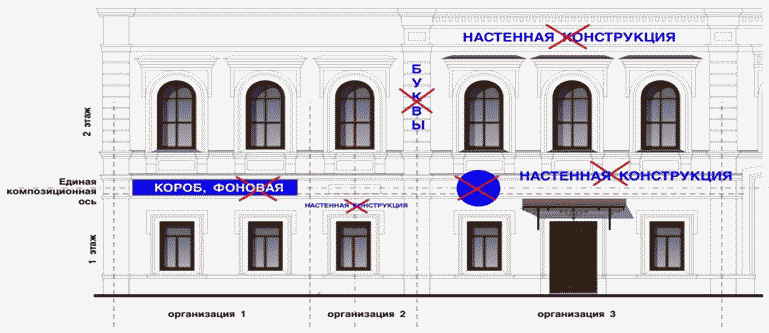 НАСТЕННАЯ КОНСТРУКЦИЯ
БУКВЫ
2 этаж
Единая
композиционная
ось
КОРОБ, ФОНОВАЯ
НАСТЕННАЯ КОНСТРУКЦИЯ
НАСТЕННАЯ КОНСТРУКЦИЯ
1 этаж
организация 1
организация 2
организация 3